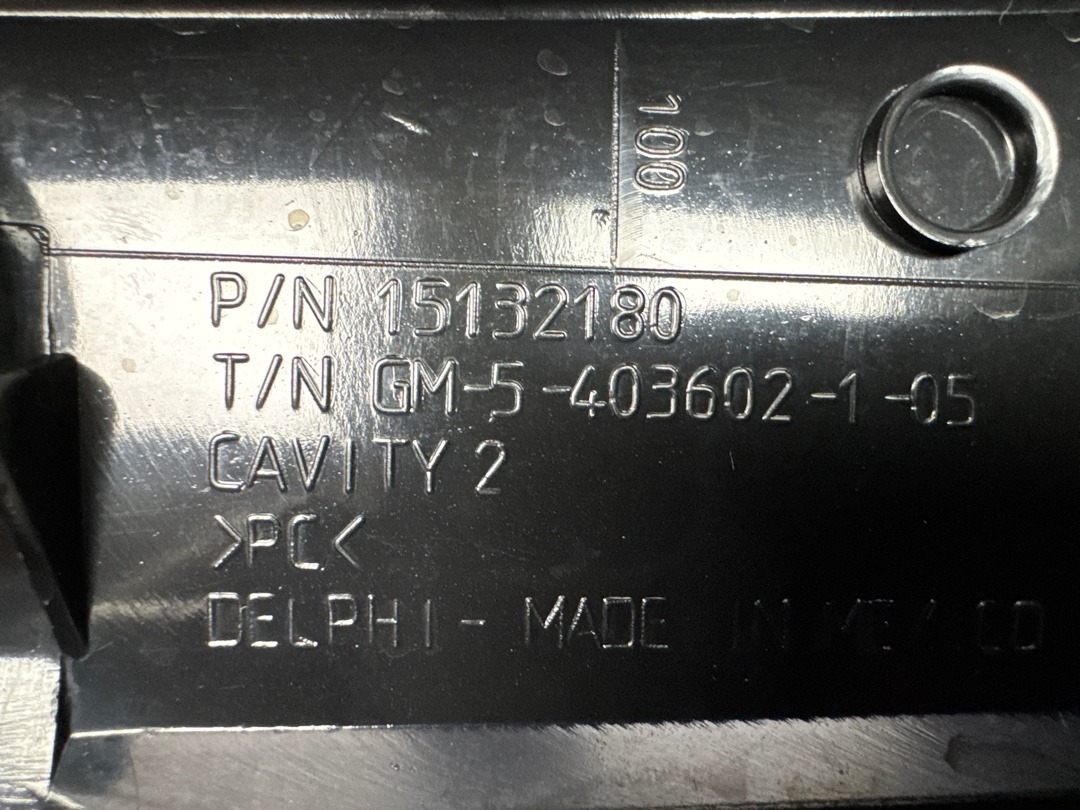 100
P/N 15132180
T/N GM-5-403602-1-05
CAVITY 2
>PC<
DELPHI - MADE IN MEXICO